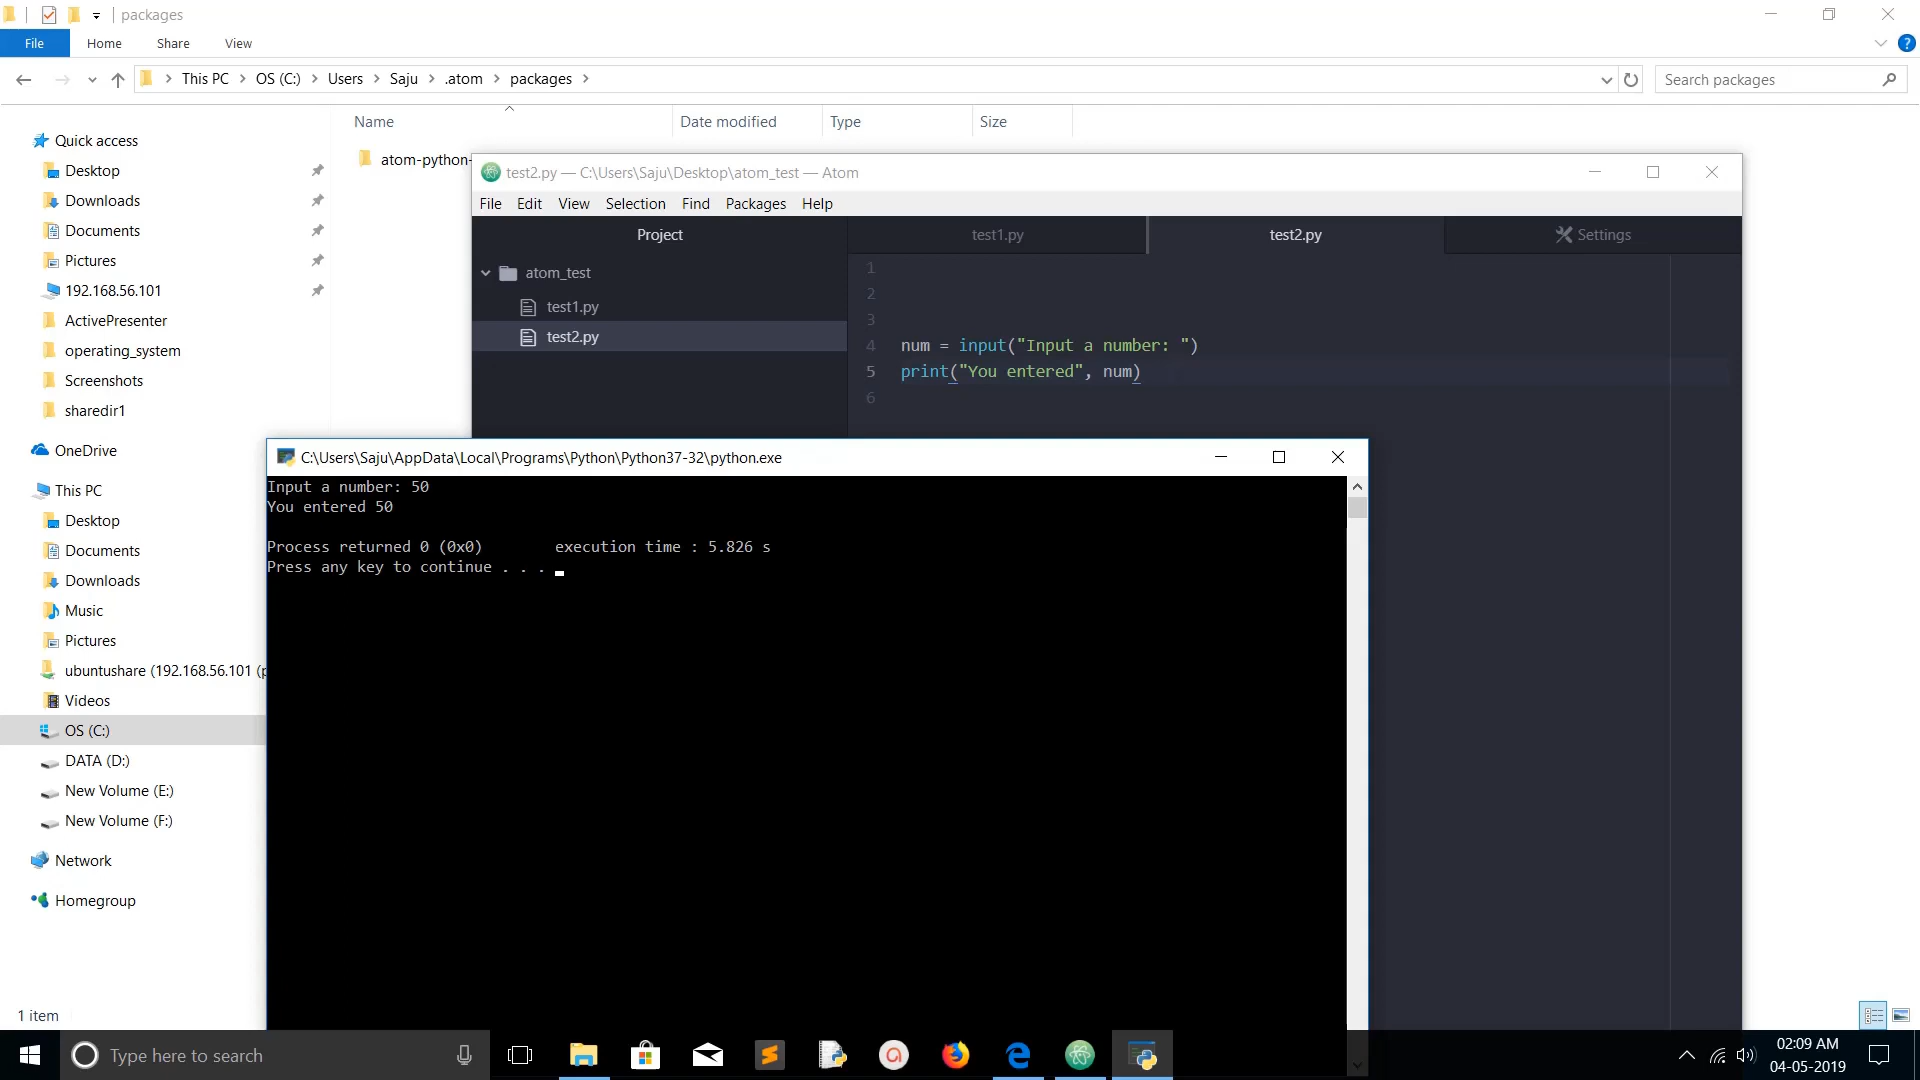 packages
File Home Share View
This PC OS (C:) Users Saju .atom packages
Search packages
Name Date modified Type Size
Quick access
Desktop
Downloads
Documents
Pictures
192.168.56.101
ActivePresenter
operating_system
Screenshots
sharedir1
OneDrive
This PC
Desktop
Documents
Downloads
Music
Pictures
ubuntushare (192.168.56.101 (p
Videos
OS (C:)
DATA (D:)
New Volume (E:)
New Volume (F:)
Network
Homegroup
1 item
atom-python-
test2.py — C:\Users\Saju\Desktop\atom_test — Atom
File Edit View Selection Find Packages Help
Project
atom_test
test1.py
test2.py
test1.py test2.py Settings
1
2
3
4 num = input("Input a number: ")
5 print("You entered", num)
6
C:\Users\Saju\AppData\Local\Programs\Python\Python37-32\python.exe
Input a number: 50
You entered 50
Process returned 0 (0x0) execution time : 5.826 s
Press any key to continue . . .
Type here to search
02:09 AM
04-05-2019